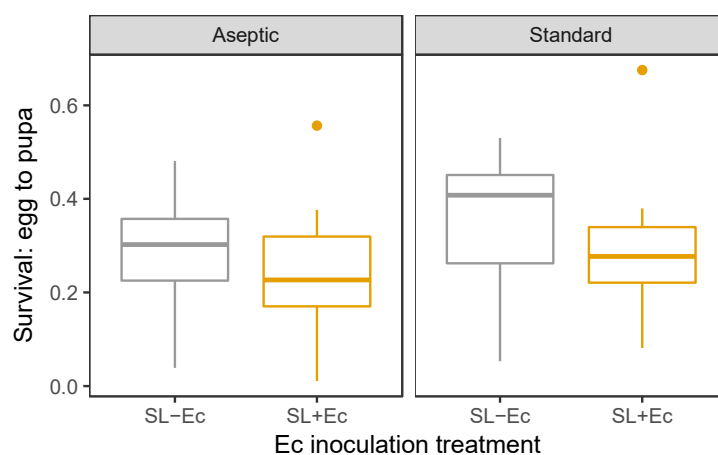 Aseptic
Standard
Survival: egg to pupa
0.6
0.4
0.2
0.0
SL−Ec
SL+Ec
SL−Ec
SL+Ec
Ec inoculation treatment